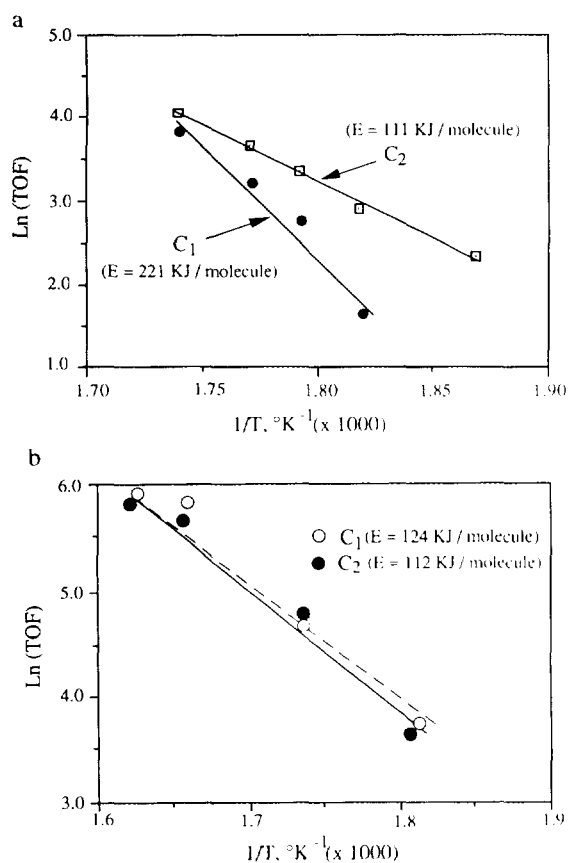 a
5.0
4.0
3.0
2.0
1.0
Ln (TOF)
(E = 111 KJ / molecule)
C2
C1
(E = 221 KJ / molecule)
1.70
1.75
1.80
1.85
1.90
1/T, °K⁻¹ (x 1000)
b
6.0
5.0
4.0
3.0
Ln (TOF)
C1 (E = 124 KJ / molecule)
C2 (E = 112 KJ / molecule)
1.6
1.7
1.8
1.9
1/T, °K⁻¹ (x 1000)